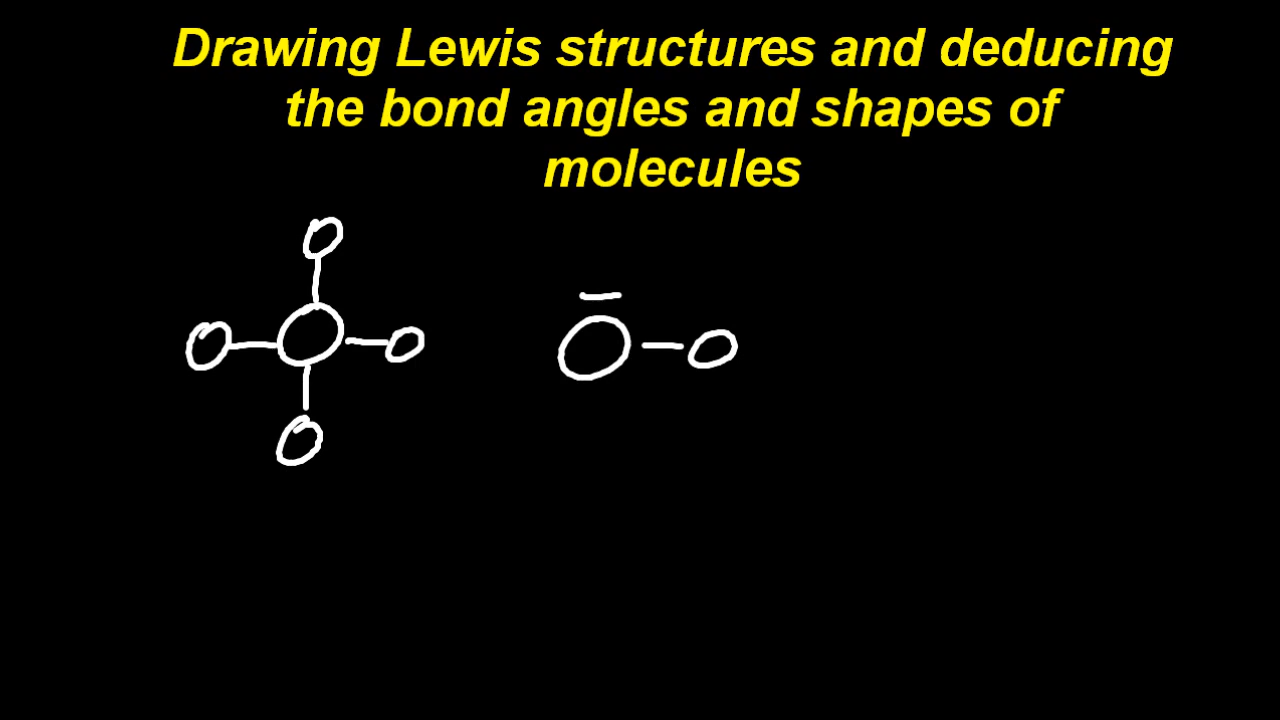 Drawing Lewis structures and deducing
the bond angles and shapes of
molecules